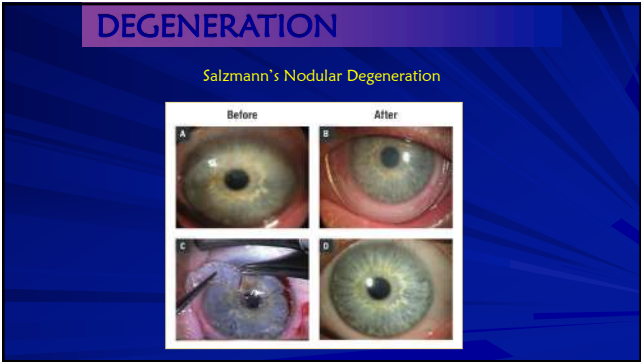 DEGENERATION
Salzmann's Nodular Degeneration
Before After
A B
C D